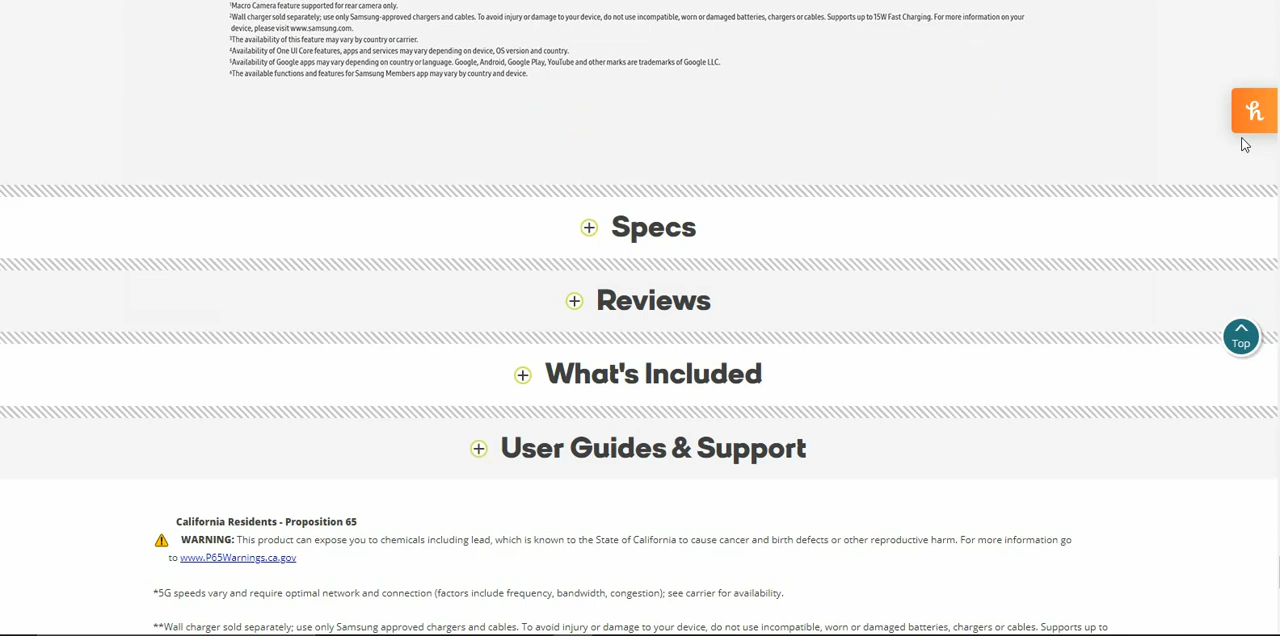 ¹Macro Camera feature supported for rear camera only.
²Wall charger sold separately; use only Samsung-approved chargers and cables. To avoid injury or damage to your device, do not use incompatible, worn or damaged batteries, chargers or cables. Supports up to 15W Fast Charging. For more information on your
device, please visit www.samsung.com.
³The availability of this feature may vary by country or carrier.
⁴Availability of One UI Core features, apps and services may vary depending on device, OS version and country.
⁵Availability of Google apps may vary depending on country or language. Google, Android, Google Play, YouTube and other marks are trademarks of Google LLC.
⁶The available functions and features for Samsung Members app may vary by country and device.
h
Specs
Reviews
Top
What's Included
User Guides & Support
California Residents - Proposition 65
WARNING: This product can expose you to chemicals including lead, which is known to the State of California to cause cancer and birth defects or other reproductive harm. For more information go
to www.P65Warnings.ca.gov
*5G speeds vary and require optimal network and connection (factors include frequency, bandwidth, congestion); see carrier for availability.
**Wall charger sold separately; use only Samsung approved chargers and cables. To avoid injury or damage to your device, do not use incompatible, worn or damaged batteries, chargers or cables. Supports up to